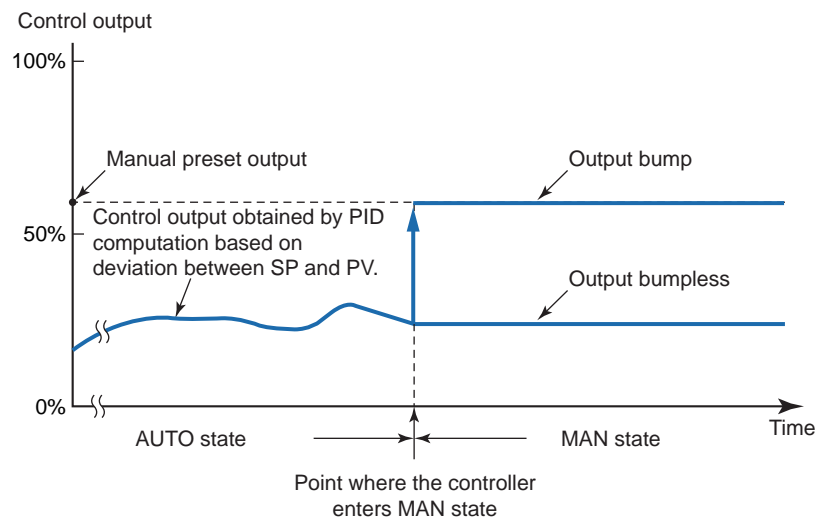 Control output
100%
Manual preset output
Output bump
Control output obtained by PID
computation based on
deviation between SP and PV.
50%
Output bumpless
0%
Time
AUTO state
MAN state
Point where the controller
enters MAN state